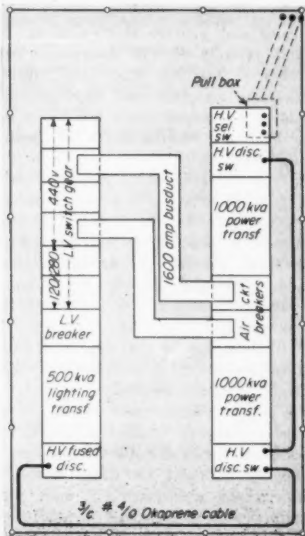 Pull box
H.V.
sel.
sw
H.V disc.
sw
1000 kva
power
transf
ckt
breakers
Air
1000 kva
power
transf.
H.V
disc. sw
1600 amp busduct
440v
LV switch gear
120/280
L.V.
breaker
500 kva
lighting
transf
HV fused
disc.
3/c # 4/0 Okoprene cable